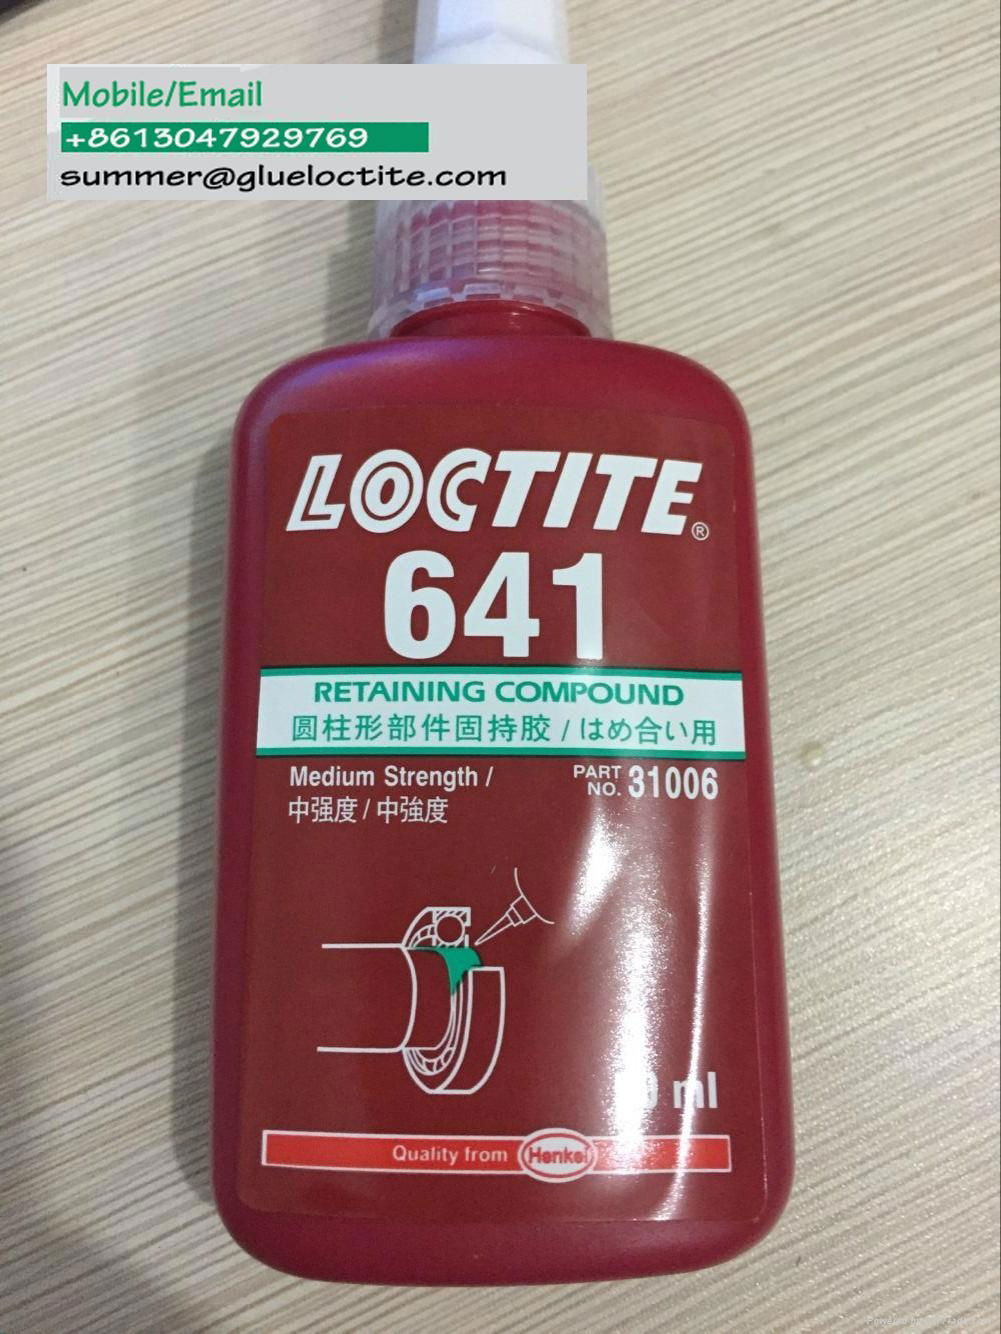 Mobile/Email
+8613047929769
summer@glueloctite.com
LOCTITE®
641
RETAINING COMPOUND
圆柱形部件固持胶 / はめ合い用
Medium Strength /
中强度 / 中強度
PART NO. 31006
ml
Quality from Henkel